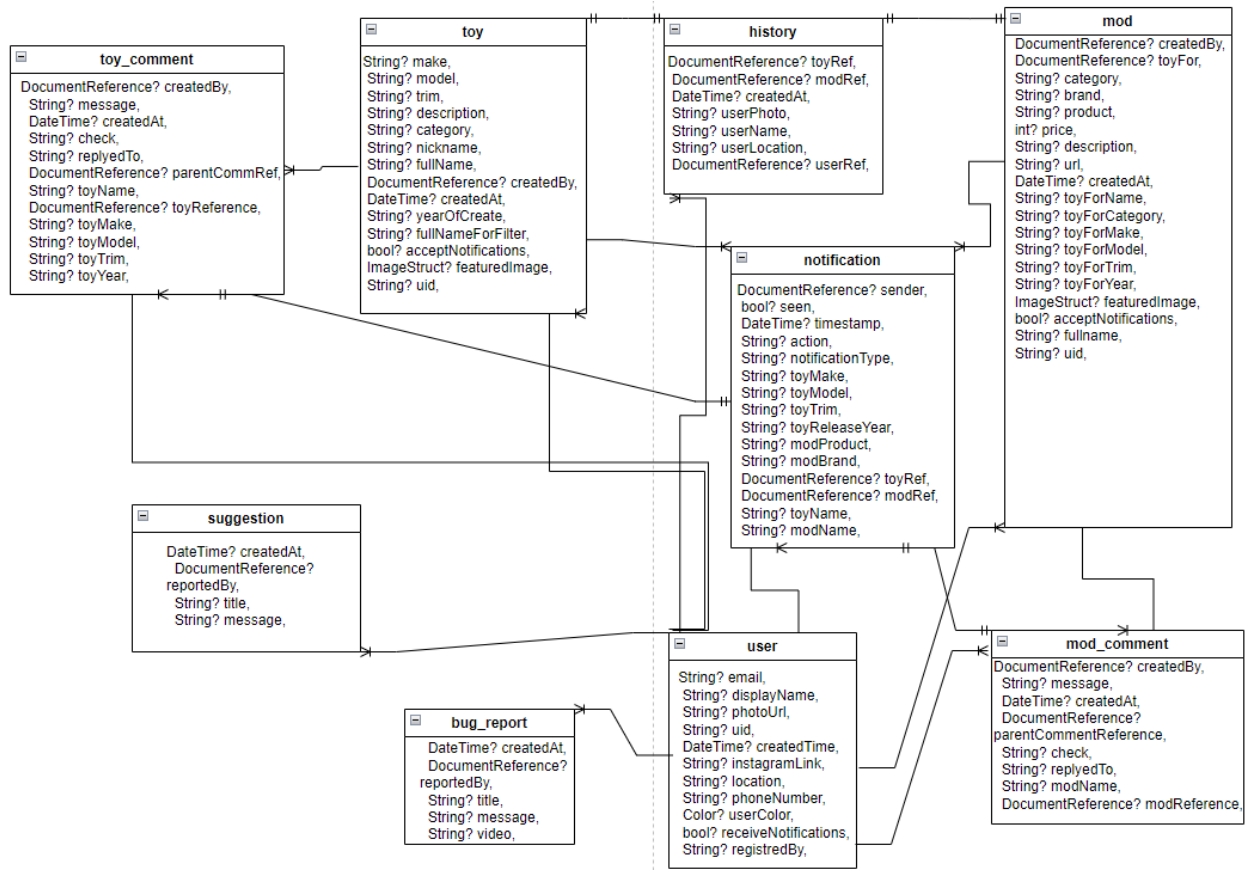 toy_comment
DocumentReference? createdBy,
String? message,
DateTime? createdAt,
String? check,
String? replyedTo,
DocumentReference? parentCommRef,
String? toyName,
DocumentReference? toyReference,
String? toyMake,
String? toyModel,
String? toyTrim,
String? toyYear,
toy
String? make,
String? model,
String? trim,
String? description,
String? category,
String? nickname,
String? fullName,
DocumentReference? createdBy,
DateTime? createdAt,
String? yearOfCreate,
String? fullNameForFilter,
bool? acceptNotifications,
ImageStruct? featuredImage,
String? uid,
history
DocumentReference? toyRef,
DocumentReference? modRef,
DateTime? createdAt,
String? userPhoto,
String? userName,
String? userLocation,
DocumentReference? userRef,
mod
DocumentReference? createdBy,
DocumentReference? toyFor,
String? category,
String? brand,
String? product,
int? price,
String? description,
String? url,
DateTime? createdAt,
String? toyForName,
String? toyForCategory,
String? toyForMake,
String? toyForModel,
String? toyForTrim,
String? toyForYear,
ImageStruct? featuredImage,
bool? acceptNotifications,
String? fullname,
String? uid,
notification
DocumentReference? sender,
bool? seen,
DateTime? timestamp,
String? action,
String? notificationType,
String? toyMake,
String? toyModel,
String? toyTrim,
String? toyReleaseYear,
String? modProduct,
String? modBrand,
DocumentReference? toyRef,
DocumentReference? modRef,
String? toyName,
String? modName,
suggestion
DateTime? createdAt,
DocumentReference?
reportedBy,
String? title,
String? message,
bug_report
DateTime? createdAt,
DocumentReference?
reportedBy,
String? title,
String? message,
String? video,
user
String? email,
String? displayName,
String? photoUrl,
String? uid,
DateTime? createdTime,
String? instagramLink,
String? location,
String? phoneNumber,
Color? userColor,
bool? receiveNotifications,
String? registredBy,
mod_comment
DocumentReference? createdBy,
String? message,
DateTime? createdAt,
DocumentReference?
parentCommentReference,
String? check,
String? replyedTo,
String? modName,
DocumentReference? modReference,